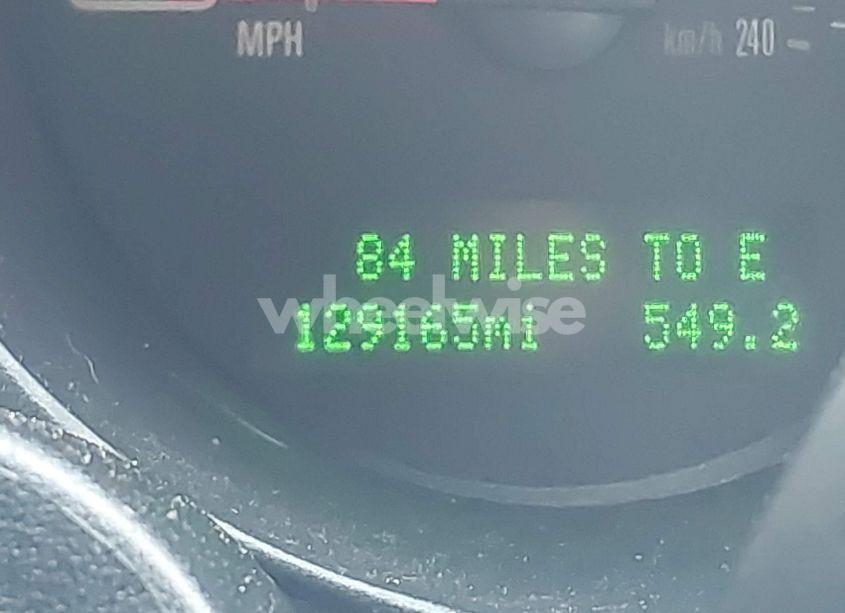 MPH km/h 240
84 MILES TO E
129165mi 549.2
wheelwise